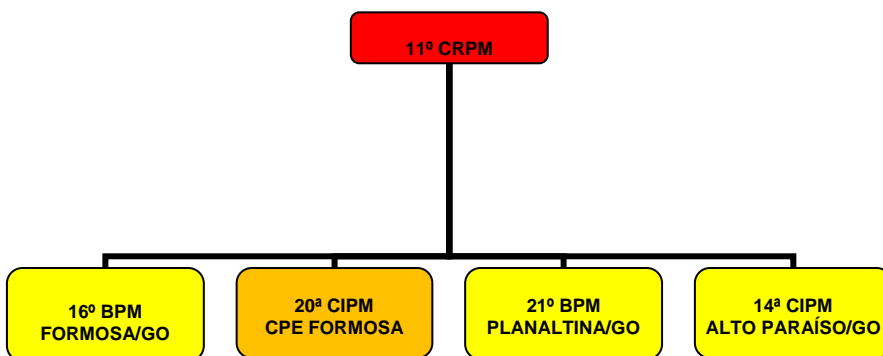 11º CRPM
16º BPM
FORMOSA/GO
20ª CIPM
CPE FORMOSA
21º BPM
PLANALTINA/GO
14ª CIPM
ALTO PARAÍSO/GO